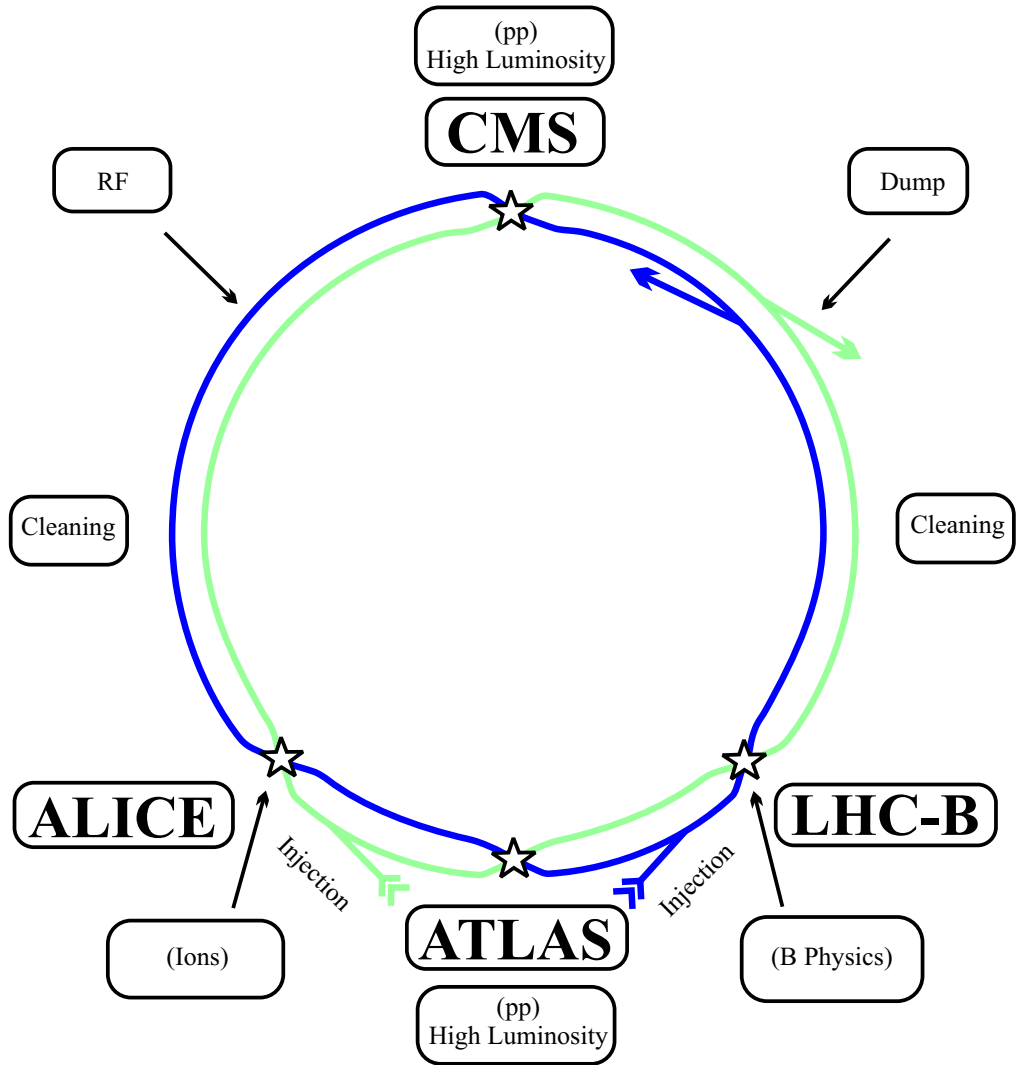 (pp)
High Luminosity
CMS
RF
Dump
Cleaning
Cleaning
ALICE
LHC-B
Injection
Injection
ATLAS
(Ions)
(B Physics)
(pp)
High Luminosity